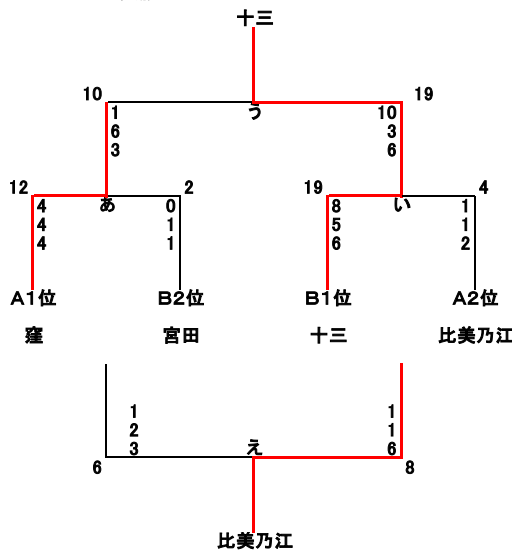 十三
10 19
1 う 10
6 3
3 6
12 2 19 4
4 あ 0 8 い 1
4 1 5 1
4 1 6 2
A1位 B2位 B1位 A2位
窪 宮田 十三 比美乃江
1 1
2 1
3 え 6
6 8
比美乃江